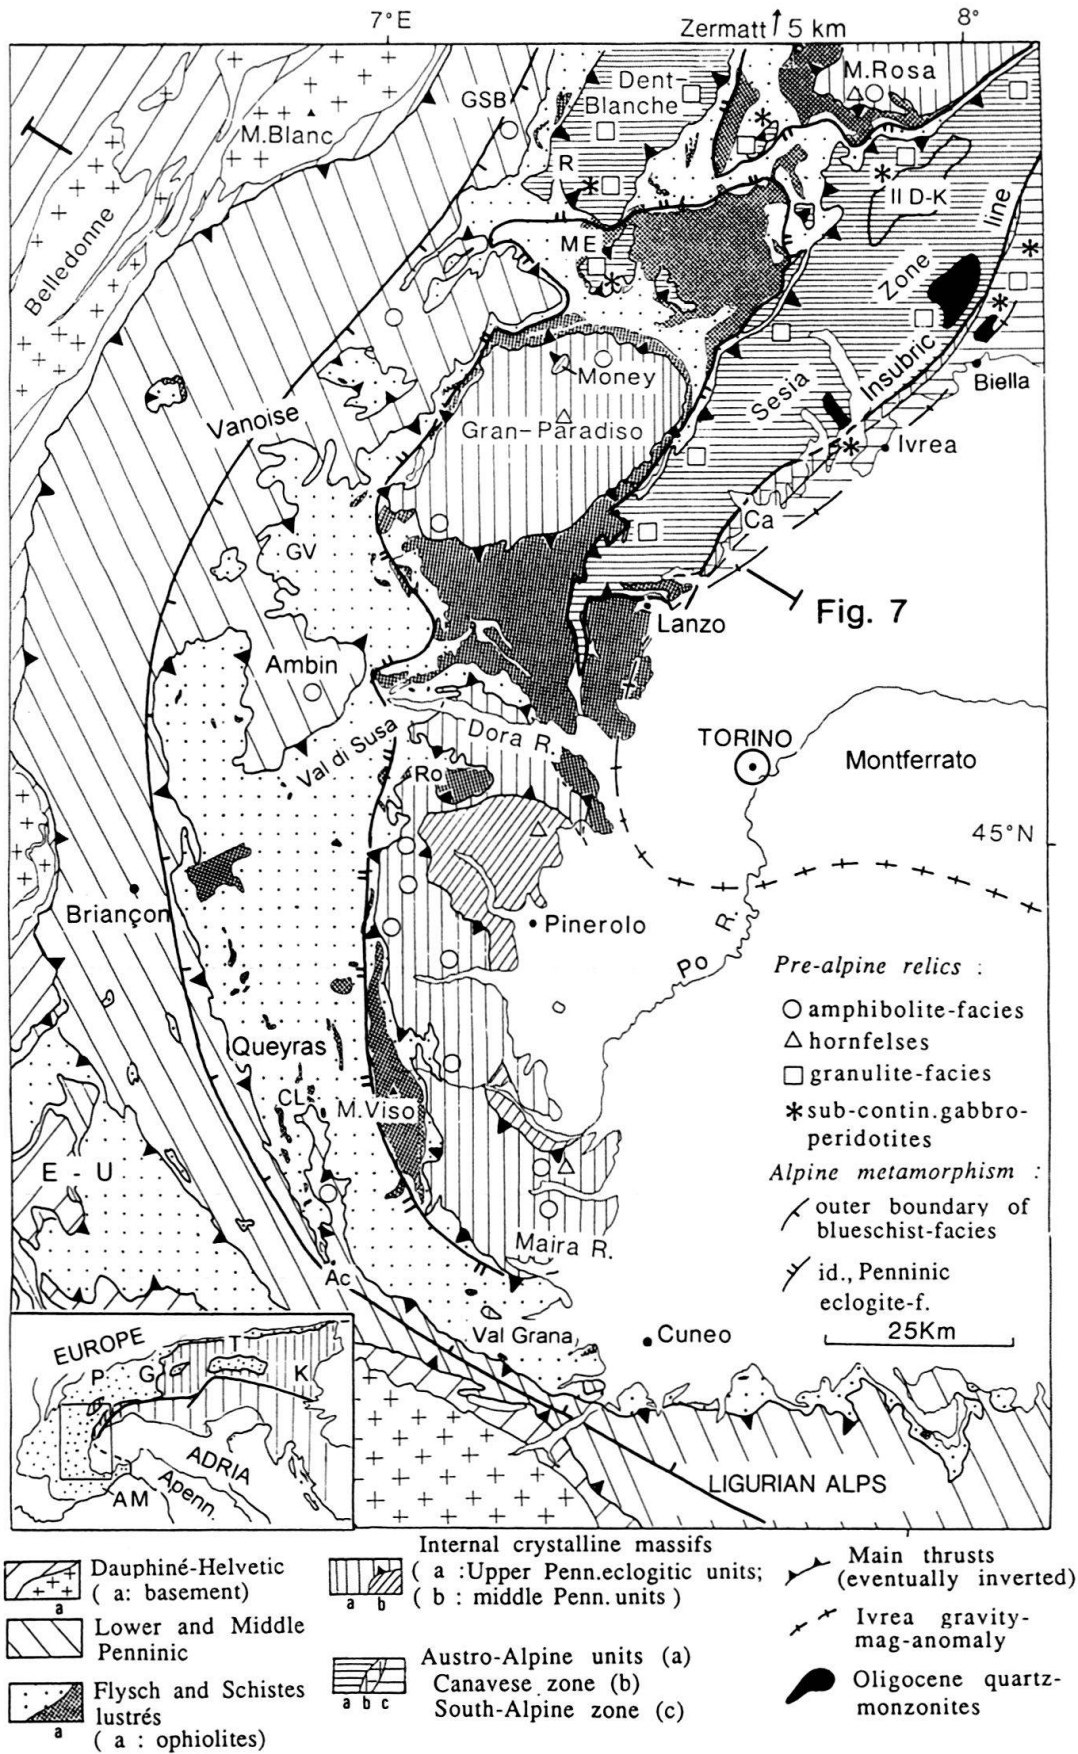 7°E
Zermatt 5 km
8°
M.Rosa
Dent-
Blanche
GSB
M.Blanc
R
II D-K
line
Belledonne
ME
Zone
Insubric
Biella
Money
Sesia
Vanoise
Gran-Paradiso
Ivrea
Ca
GV
Fig. 7
Lanzo
Ambin
Val di Susa
Dora R.
TORINO
Montferrato
Ro
45°N
Briançon
Pinerolo
Po R.
Pre-alpine relics :
amphibolite-facies
hornfelses
granulite-facies
sub-contin.gabbro-
peridotites
Queyras
CL
M.Viso
E - U
Alpine metamorphism :
outer boundary of
blueschist-facies
Maira R.
id., Penninic
eclogite-f.
Ac
25Km
Val Grana
Cuneo
EUROPE
P
G
T
K
ADRIA
Apenn.
AM
LIGURIAN ALPS
Dauphiné-Helvetic
( a: basement)
a
Lower and Middle
Penninic
Flysch and Schistes
lustrés
( a : ophiolites)
a
Internal crystalline massifs
( a :Upper Penn.eclogitic units;
( b : middle Penn. units )
a b
Austro-Alpine units (a)
Canavese zone (b)
South-Alpine zone (c)
a b c
Main thrusts
(eventually inverted)
Ivrea gravity-
mag-anomaly
Oligocene quartz-
monzonites